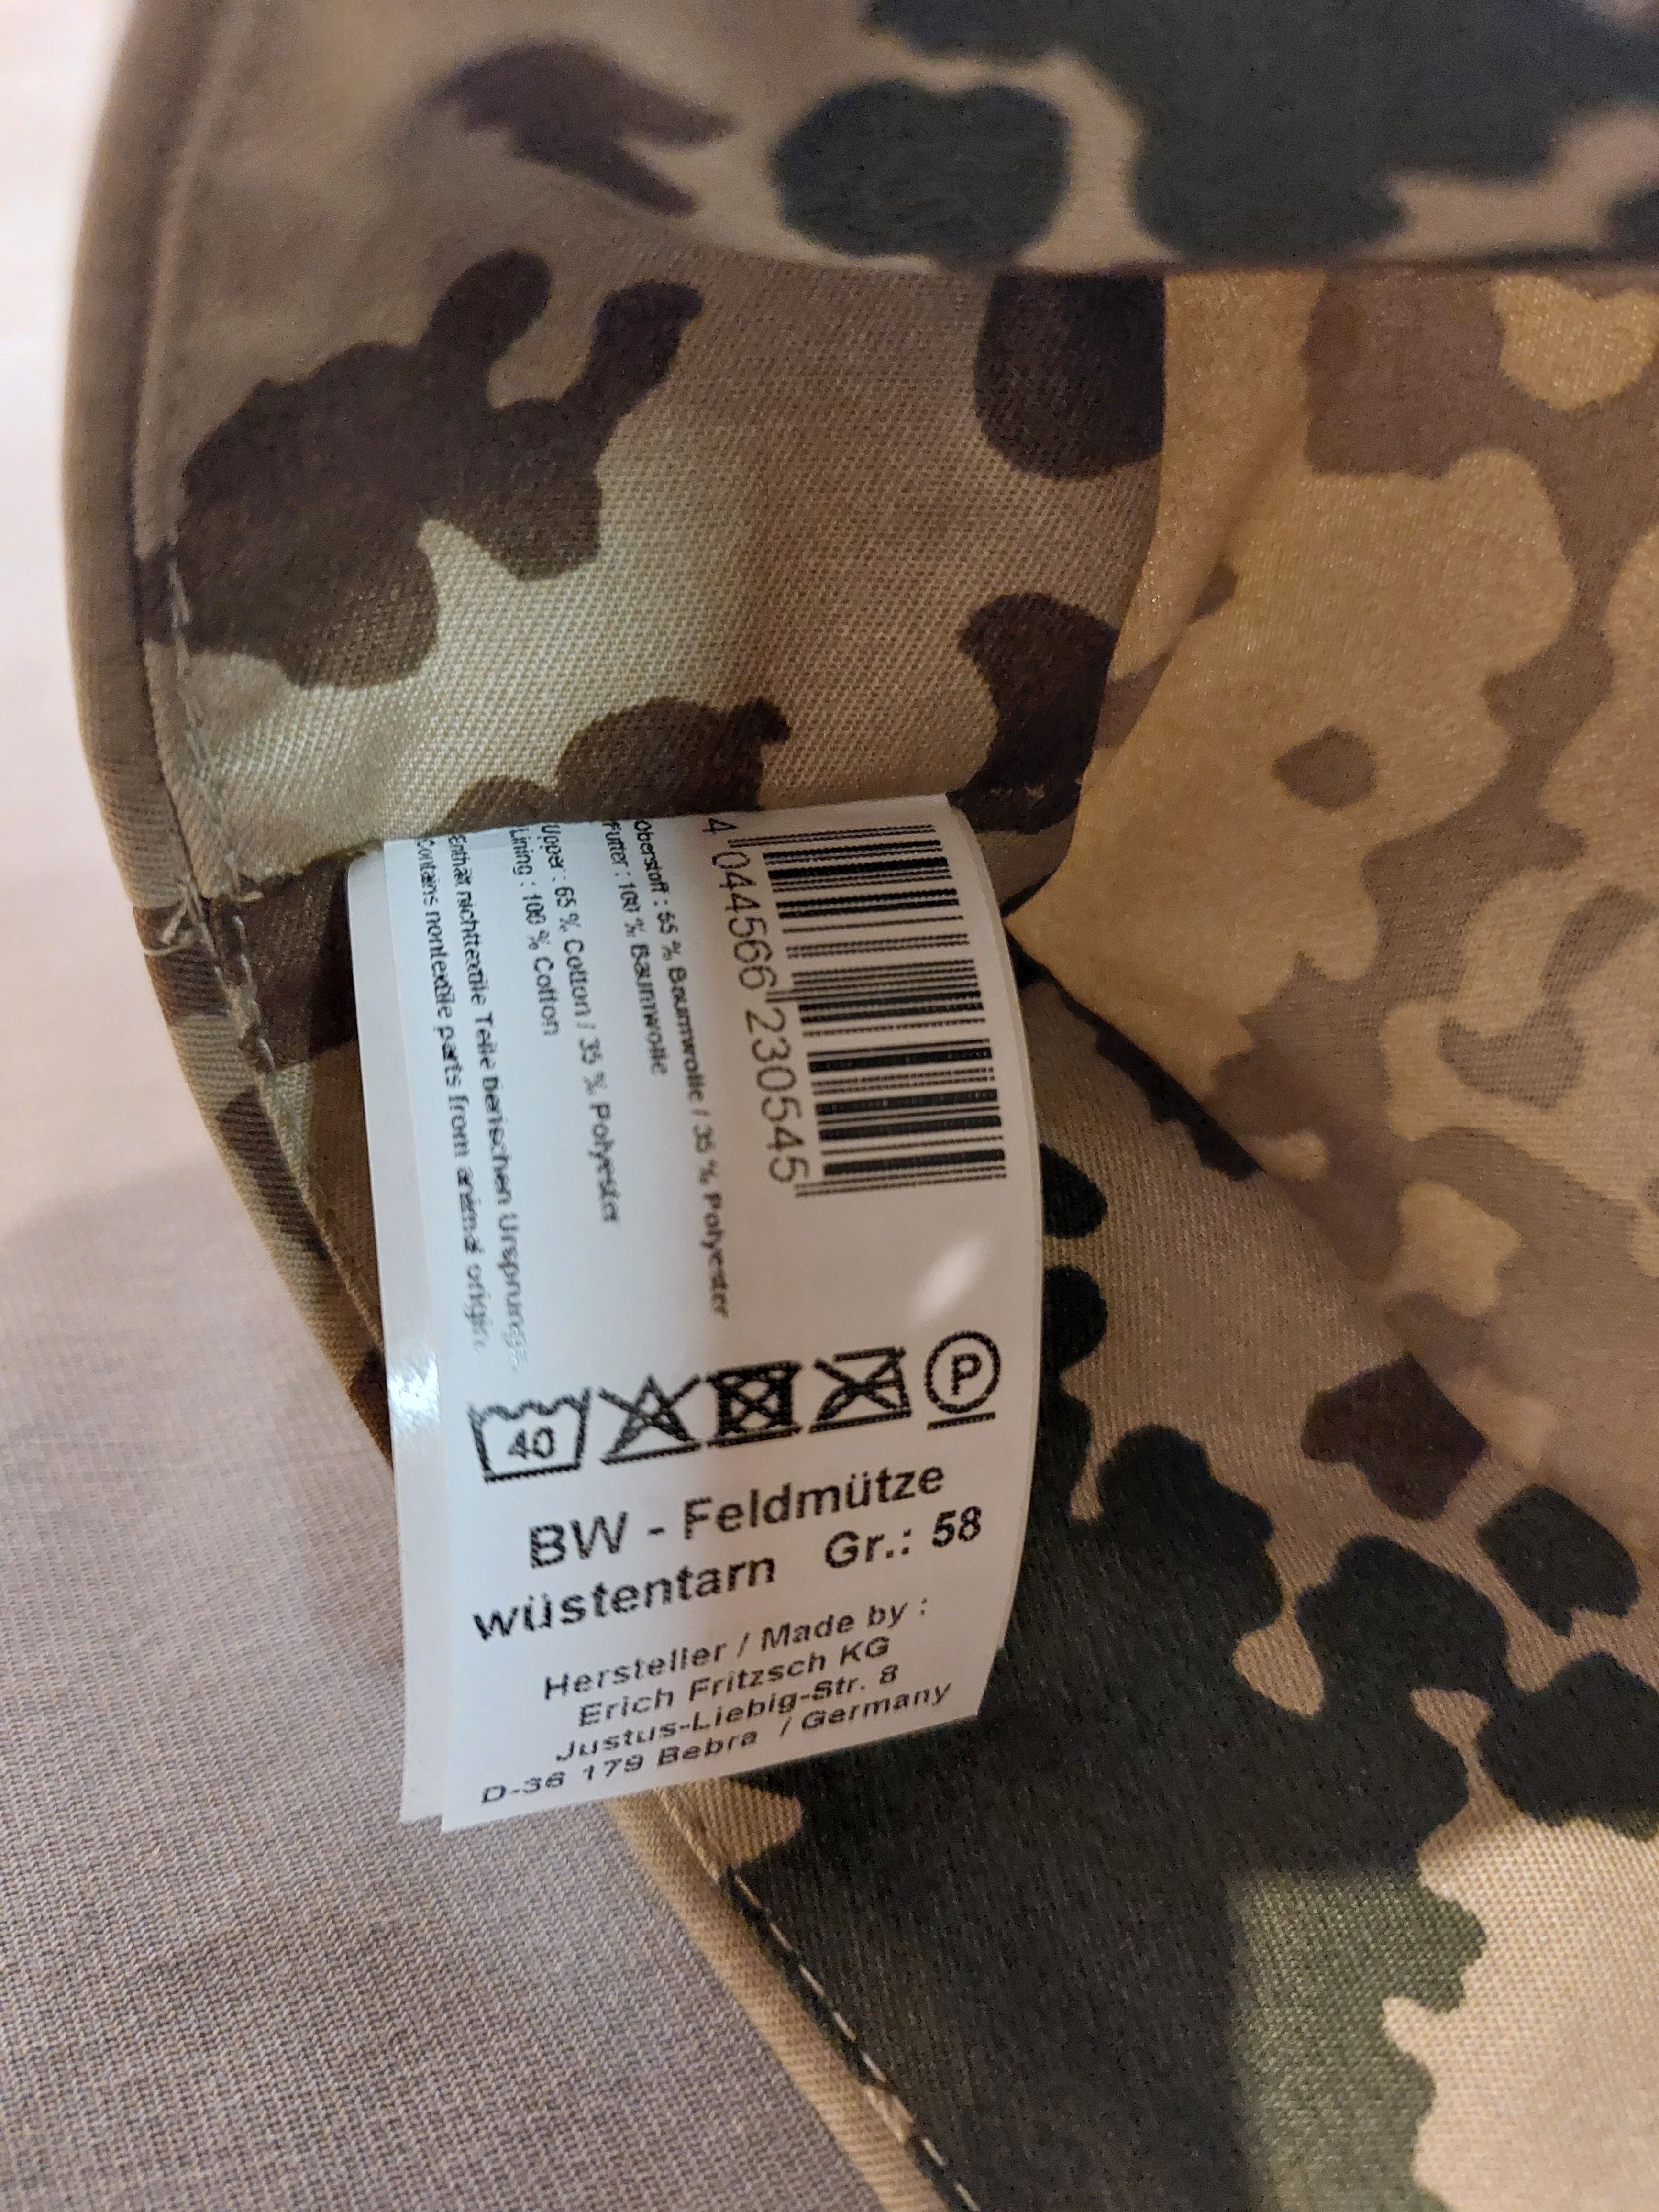 4 044566 230545
Oberstoff : 65 % Baumwolle / 35 % Polyester
Futter : 100 % Baumwolle
Upper : 65 % Cotton / 35 % Polyester
Lining : 100 % Cotton
Enthält nichttextile Teile tierischen Ursprungs.
Contains nontextile parts from animal origin.
40
P
BW - Feldmütze
wüstentarn Gr.: 58
Hersteller / Made by :
Erich Fritzsch KG
Justus-Liebig-Str. 8
D-36 179 Bebra / Germany